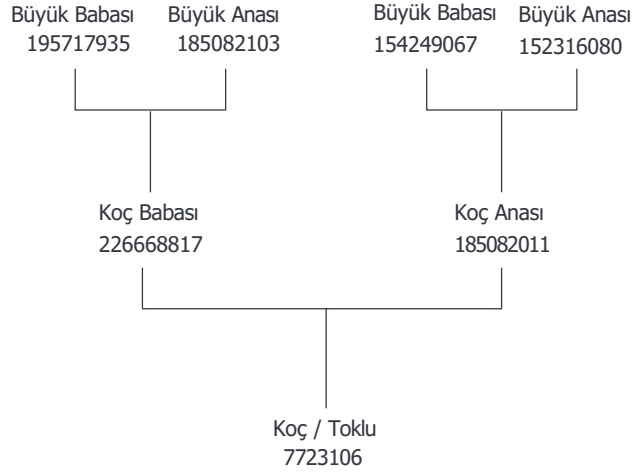 Büyük Babası
195717935
Büyük Anası
185082103
Büyük Babası
154249067
Büyük Anası
152316080
Koç Babası
226668817
Koç Anası
185082011
Koç / Toklu
7723106